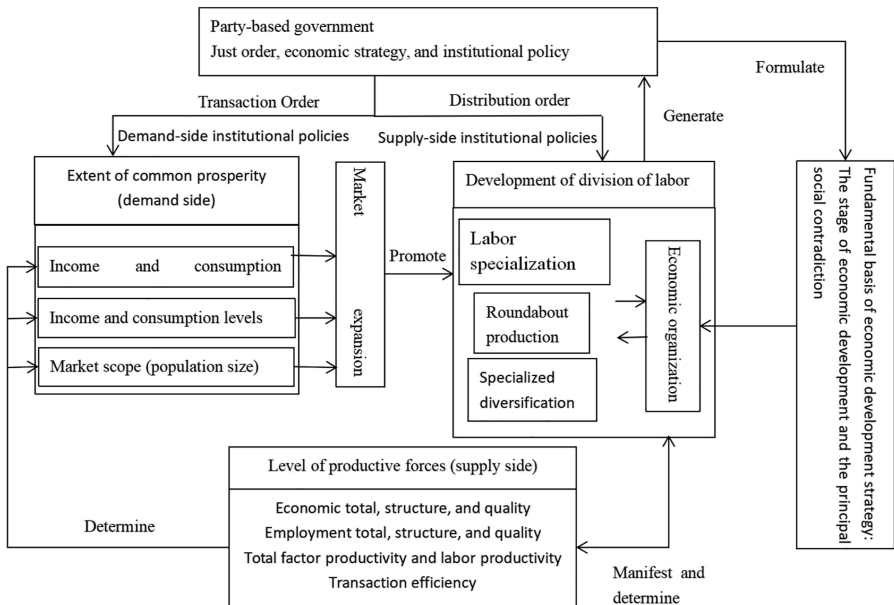 Party-based government
Just order, economic strategy, and institutional policy
Formulate
Transaction Order
Distribution order
Generate
Demand-side institutional policies
Supply-side institutional policies
Extent of common prosperity
(demand side)
Market
expansion
Development of division of labor
Income and consumption
Income and consumption levels
Market scope (population size)
Promote
Labor
specialization
Roundabout
production
Specialized
diversification
Economic organization
Fundamental basis of economic development strategy:
The stage of economic development and the principal
social contradiction
Level of productive forces (supply side)
Economic total, structure, and quality
Employment total, structure, and quality
Total factor productivity and labor productivity
Transaction efficiency
Determine
Manifest and
determine